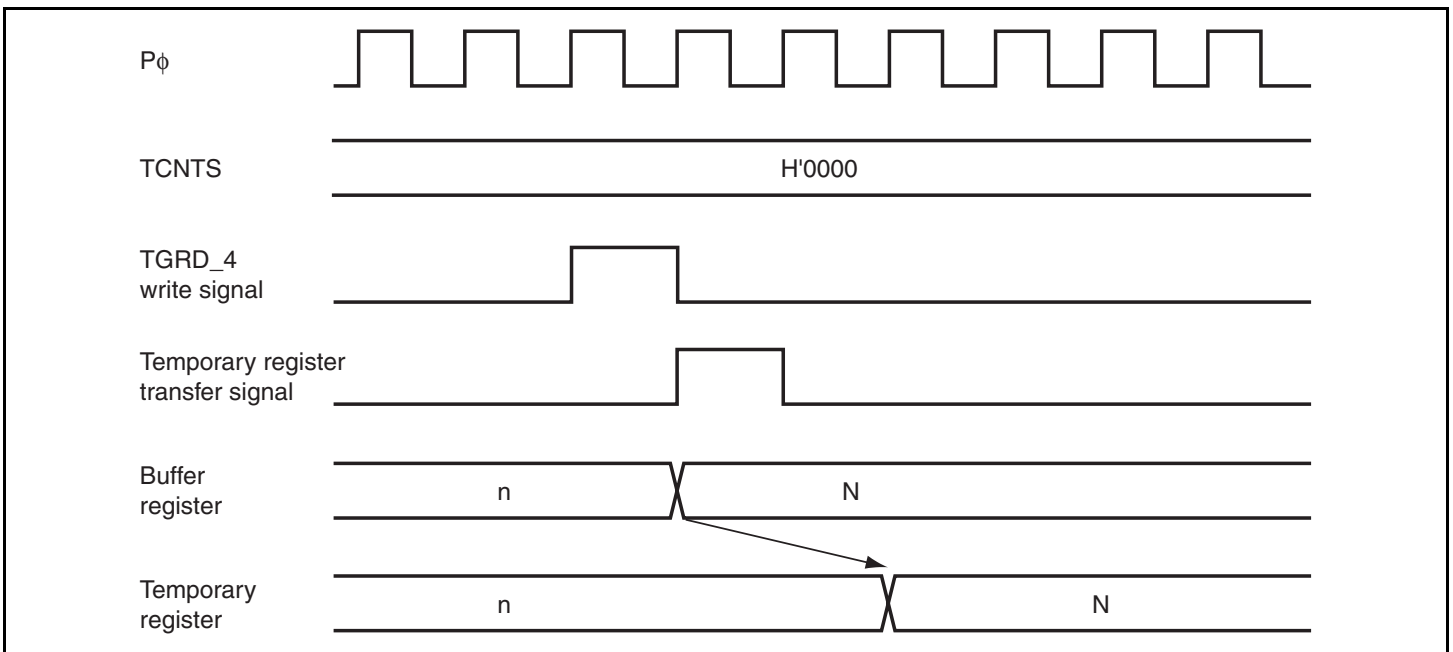 Pϕ
TCNTS
H'0000
TGRD_4
write signal
Temporary register
transfer signal
Buffer
register
n
N
Temporary
register
n
N